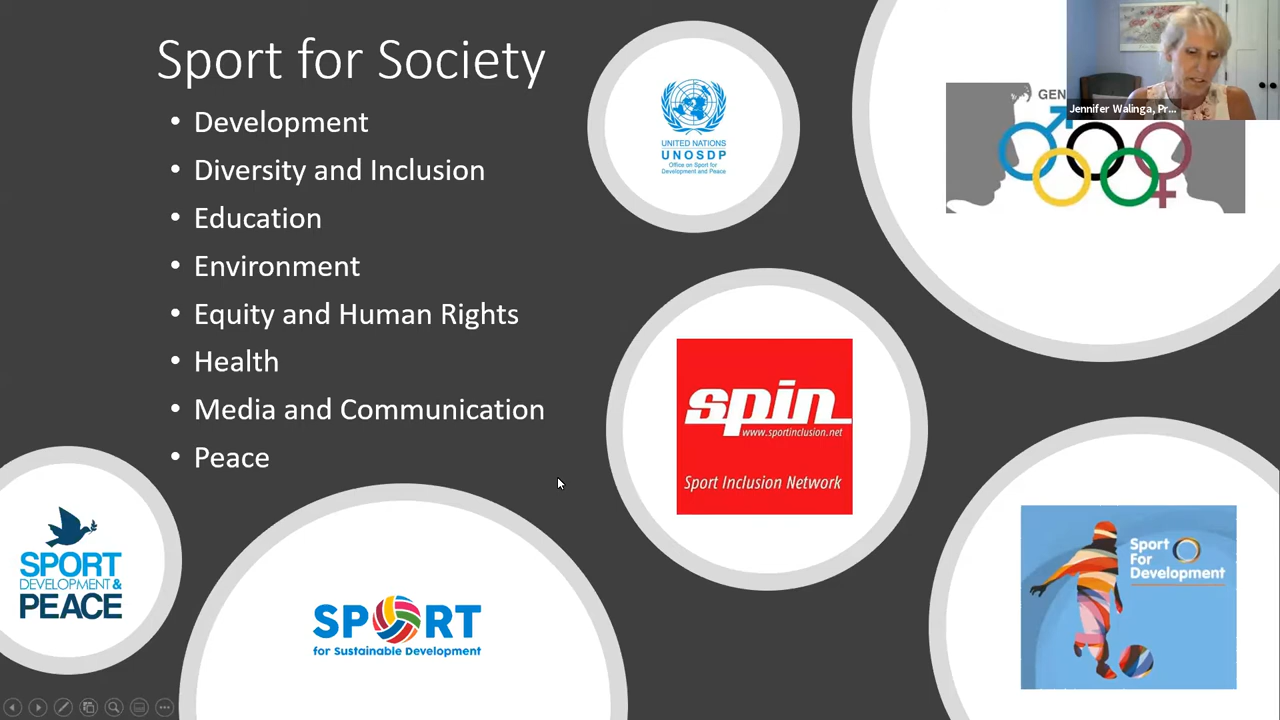 Sport for Society
• Development
• Diversity and Inclusion
• Education
• Environment
• Equity and Human Rights
• Health
• Media and Communication
• Peace
UNITED NATIONS
UNOSDP
Office on Sport for
Development and Peace
GEN
Jennifer Walinga, Pr...
spin
www.sportinclusion.net
Sport Inclusion Network
SPORT
DEVELOPMENT &
PEACE
SPORT
for Sustainable Development
Sport
For
Development